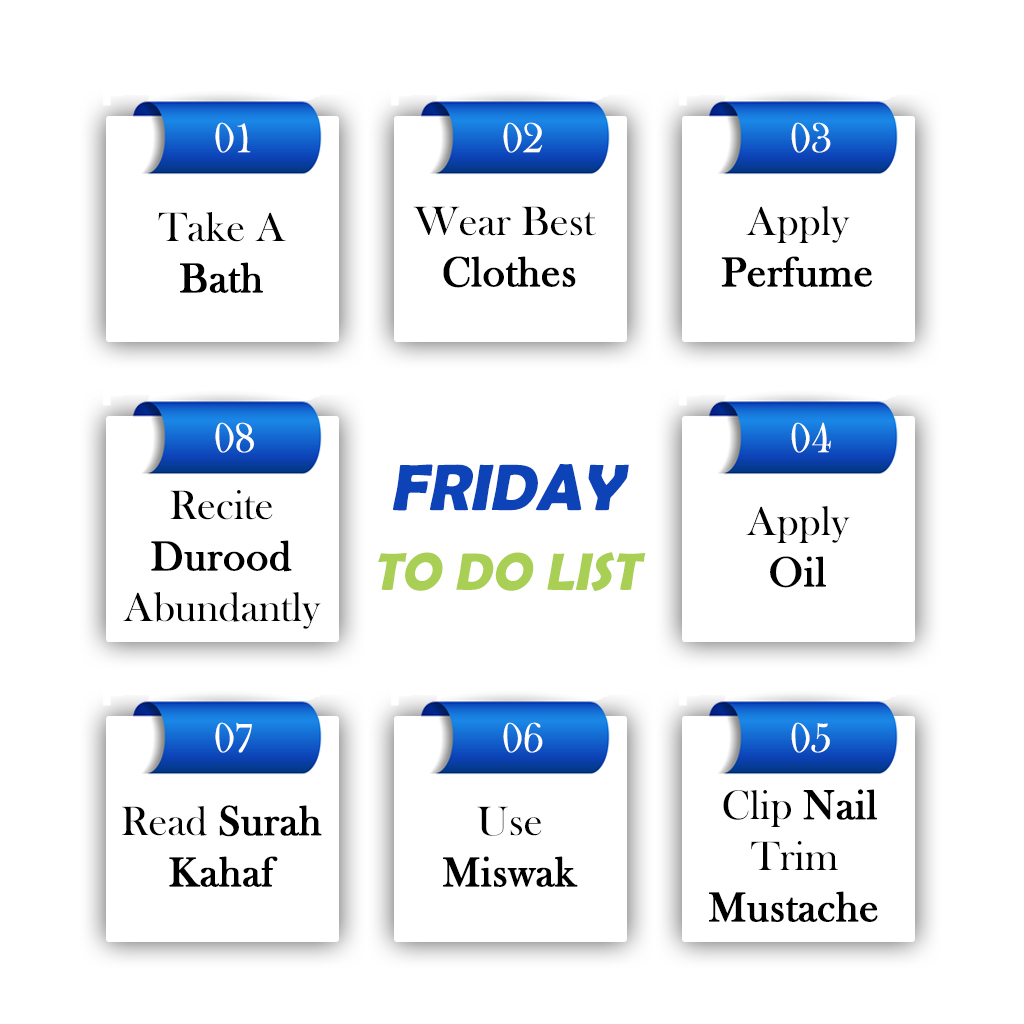 01
Take A
Bath
02
Wear Best
Clothes
03
Apply
Perfume
08
Recite
Durood
Abundantly
FRIDAY
TO DO LIST
04
Apply
Oil
07
Read Surah
Kahaf
06
Use
Miswak
05
Clip Nail
Trim
Mustache